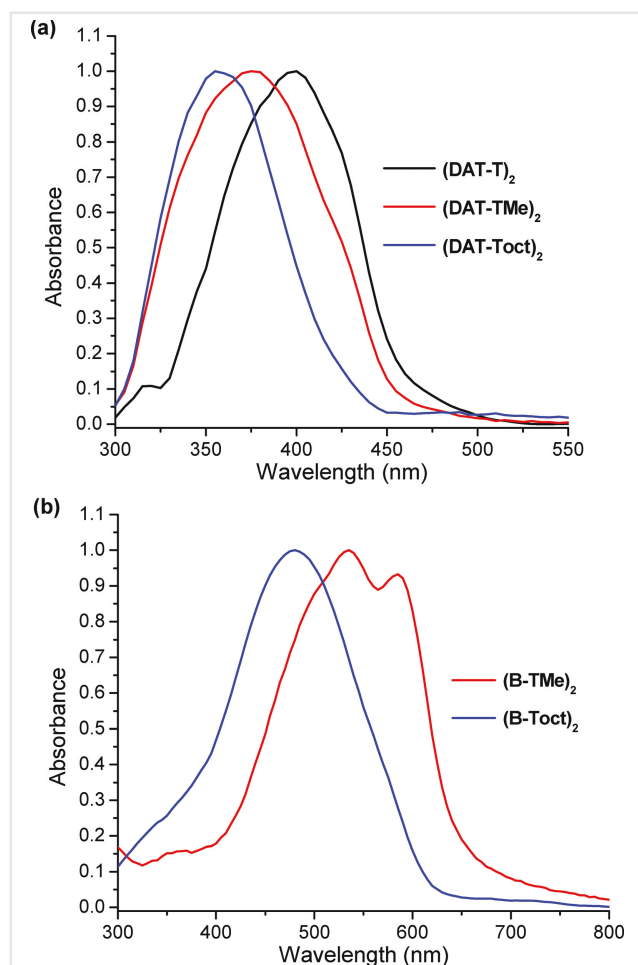 (a)
1.1
1.0
0.9
0.8
0.7
0.6
0.5
0.4
0.3
0.2
0.1
0.0
Absorbance
(DAT-T)₂
(DAT-TMe)₂
(DAT-Toct)₂
300 350 400 450 500 550
Wavelength (nm)
(b)
1.1
1.0
0.9
0.8
0.7
0.6
0.5
0.4
0.3
0.2
0.1
0.0
Absorbance
(B-TMe)₂
(B-Toct)₂
300 400 500 600 700 800
Wavelength (nm)